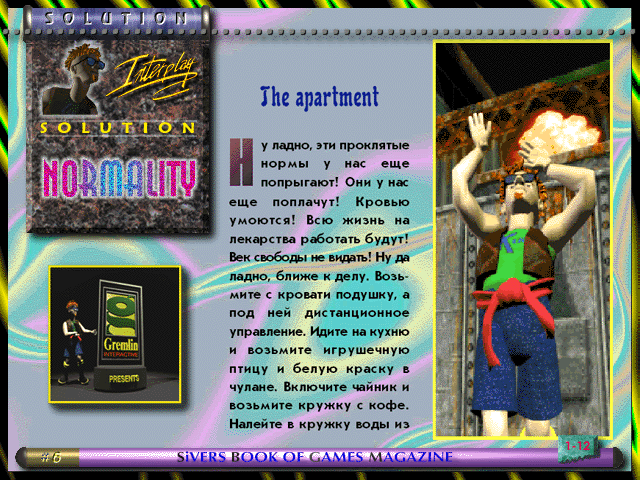 SOLUTION
Interplay
SOLUTION
NORMALITY
The apartment
Ну ладно, эти проклятые
нормы у нас еще
попрыгают! Они у нас
еще поплачут! Кровью
умоются! Всю жизнь на
лекарства работать будут!
Век свободы не видать! Ну да
ладно, ближе к делу. Возь-
мите с кровати подушку, а
под ней дистанционное
управление. Идите на кухню
и возьмите игрушечную
птицу и белую краску в
чулане. Включите чайник и
возьмите кружку с кофе.
Налейте в кружку воды из
Gremlin
INTERACTIVE
PRESENTS
#6
SiVERS BOOK OF GAMES MAGAZINE
1-12